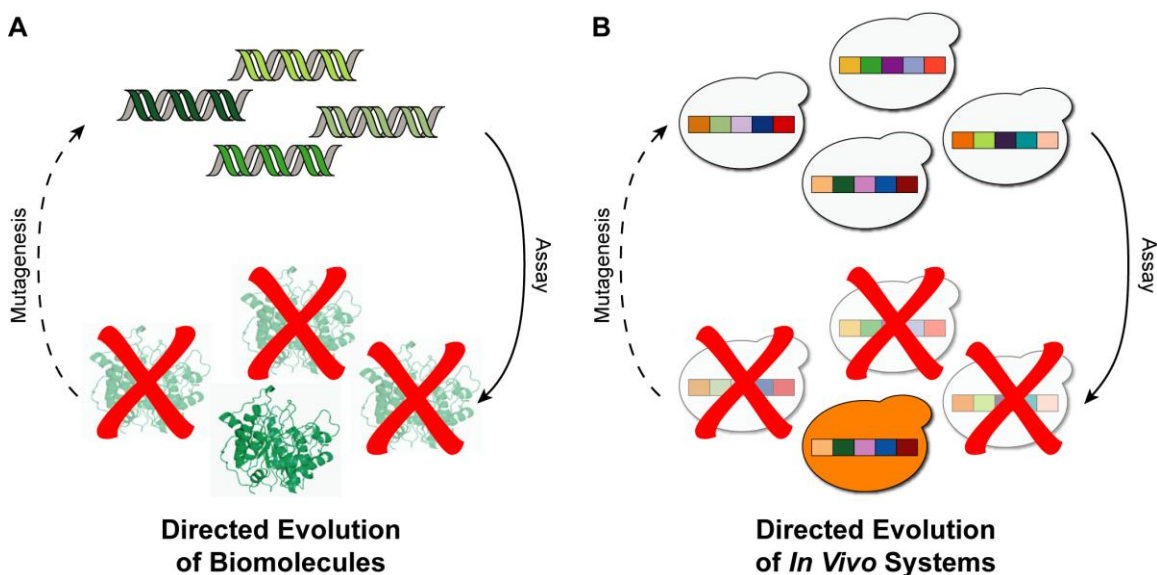 A
Mutagenesis
Assay
Directed Evolution
of Biomolecules
B
Mutagenesis
Assay
Directed Evolution
of In Vivo Systems